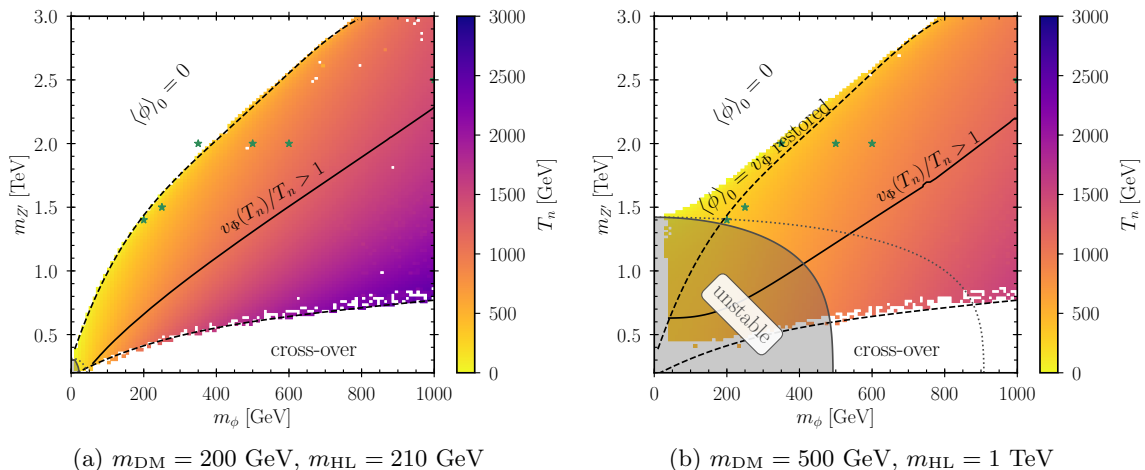 3.0
2.5
2.0
1.5
1.0
0.5
0
200
400
600
800
1000
m_ϕ [GeV]
m_{Z′} [TeV]
⟨ϕ⟩_0 = 0
v_Φ(T_n)/T_n > 1
cross-over
3000
2500
2000
1500
1000
500
0
T_n [GeV]
(a) m_DM = 200 GeV, m_HL = 210 GeV
3.0
2.5
2.0
1.5
1.0
0.5
0
200
400
600
800
1000
m_ϕ [GeV]
m_{Z′} [TeV]
⟨ϕ⟩_0 = 0
⟨ϕ⟩_0 = v_Φ restored
v_Φ(T_n)/T_n > 1
unstable
cross-over
3000
2500
2000
1500
1000
500
0
T_n [GeV]
(b) m_DM = 500 GeV, m_HL = 1 TeV